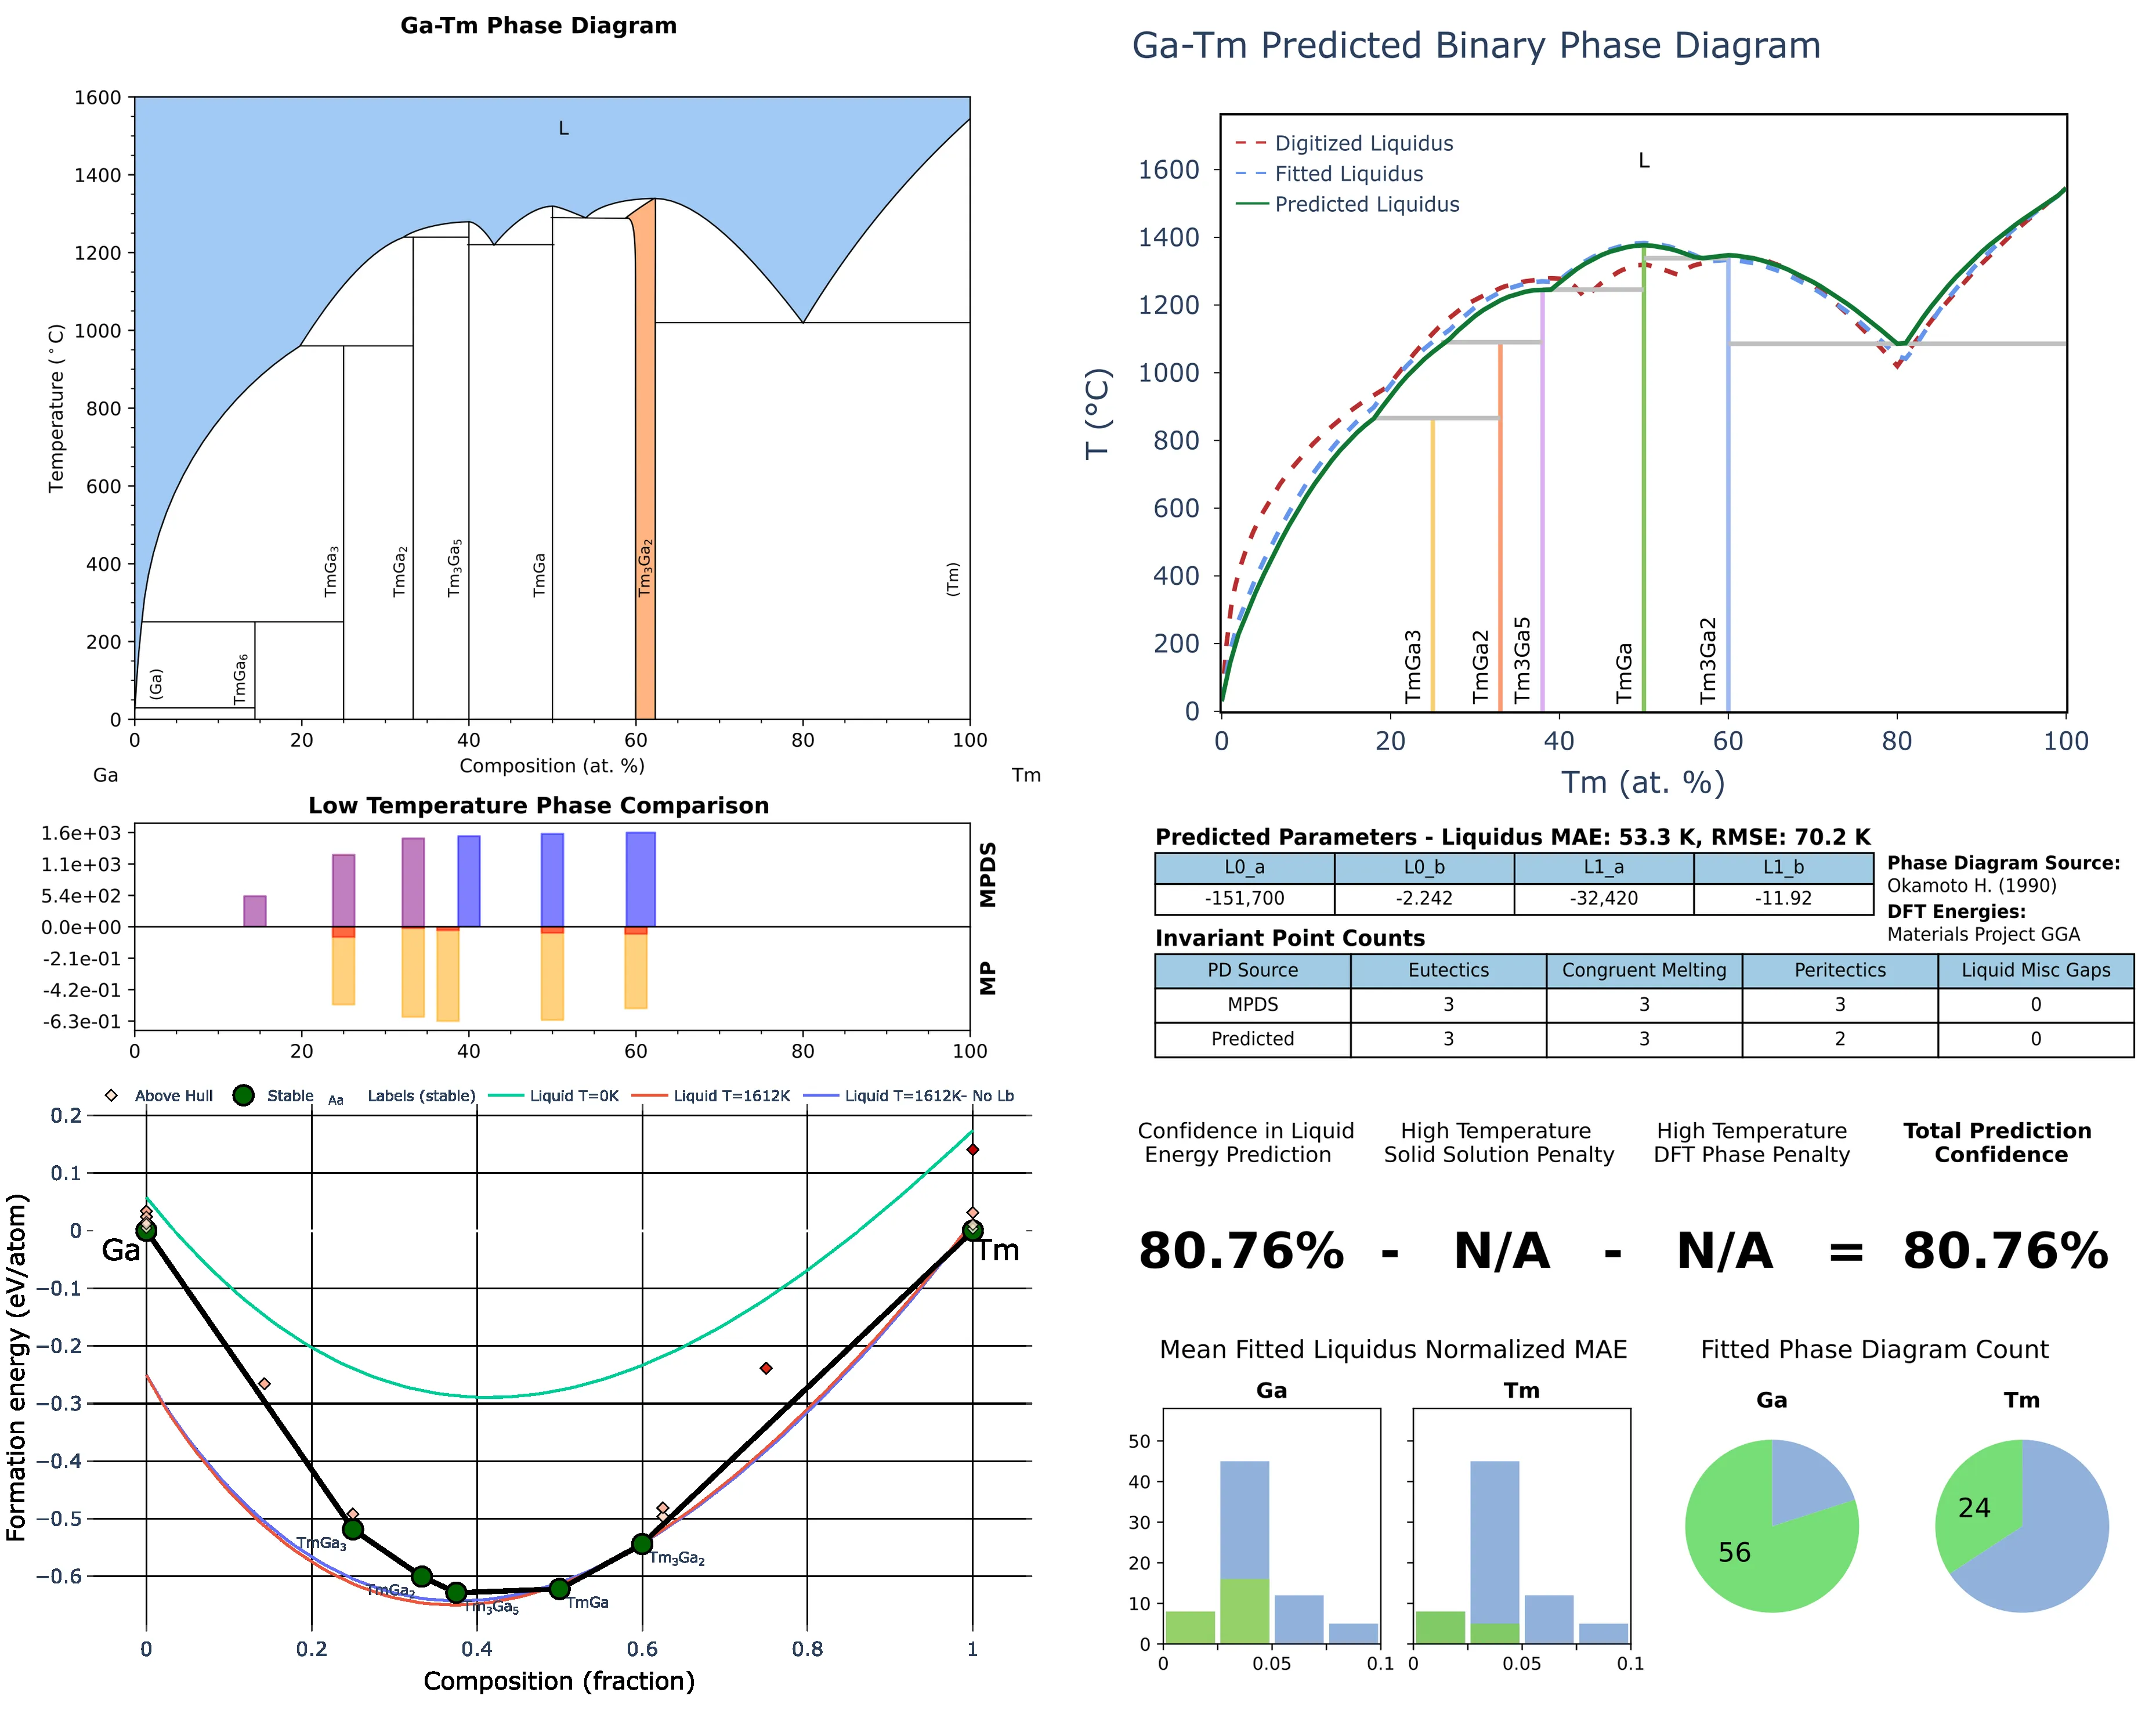 Ga-Tm Phase Diagram
1600
1400
1200
1000
800
600
400
200
0
Temperature (°C)
L
TmGa3
TmGa2
Tm3Ga5
TmGa
Tm3Ga2
(Tm)
(Ga)
TmGa6
0 20 40 60 80 100
Composition (at. %)
Ga Tm
Low Temperature Phase Comparison
1.6e+03
1.1e+03
5.4e+02
0.0e+00
-2.1e-01
-4.2e-01
-6.3e-01
MPDS
MP
0 20 40 60 80 100
Above Hull Stable Aa Labels (stable) Liquid T=0K Liquid T=1612K Liquid T=1612K- No Lb
0.2
0.1
0
−0.1
−0.2
−0.3
−0.4
−0.5
−0.6
Formation energy (eV/atom)
Ga
Tm
TmGa3
TmGa2
Tm3Ga5
TmGa
Tm3Ga2
0 0.2 0.4 0.6 0.8 1
Composition (fraction)
Ga-Tm Predicted Binary Phase Diagram
Digitized Liquidus
Fitted Liquidus
Predicted Liquidus
L
1600
1400
1200
1000
800
600
400
200
0
T (°C)
TmGa3
TmGa2
Tm3Ga5
TmGa
Tm3Ga2
0 20 40 60 80 100
Tm (at. %)
Predicted Parameters - Liquidus MAE: 53.3 K, RMSE: 70.2 K
L0_a L0_b L1_a L1_b
-151,700 -2.242 -32,420 -11.92
Phase Diagram Source:
Okamoto H. (1990)
DFT Energies:
Materials Project GGA
Invariant Point Counts
PD Source Eutectics Congruent Melting Peritectics Liquid Misc Gaps
MPDS 3 3 3 0
Predicted 3 3 2 0
Confidence in Liquid
Energy Prediction
High Temperature
Solid Solution Penalty
High Temperature
DFT Phase Penalty
Total Prediction
Confidence
80.76% - N/A - N/A = 80.76%
Mean Fitted Liquidus Normalized MAE
Ga Tm
50
40
30
20
10
0
0 0.05 0.1
0 0.05 0.1
Fitted Phase Diagram Count
Ga Tm
56
24